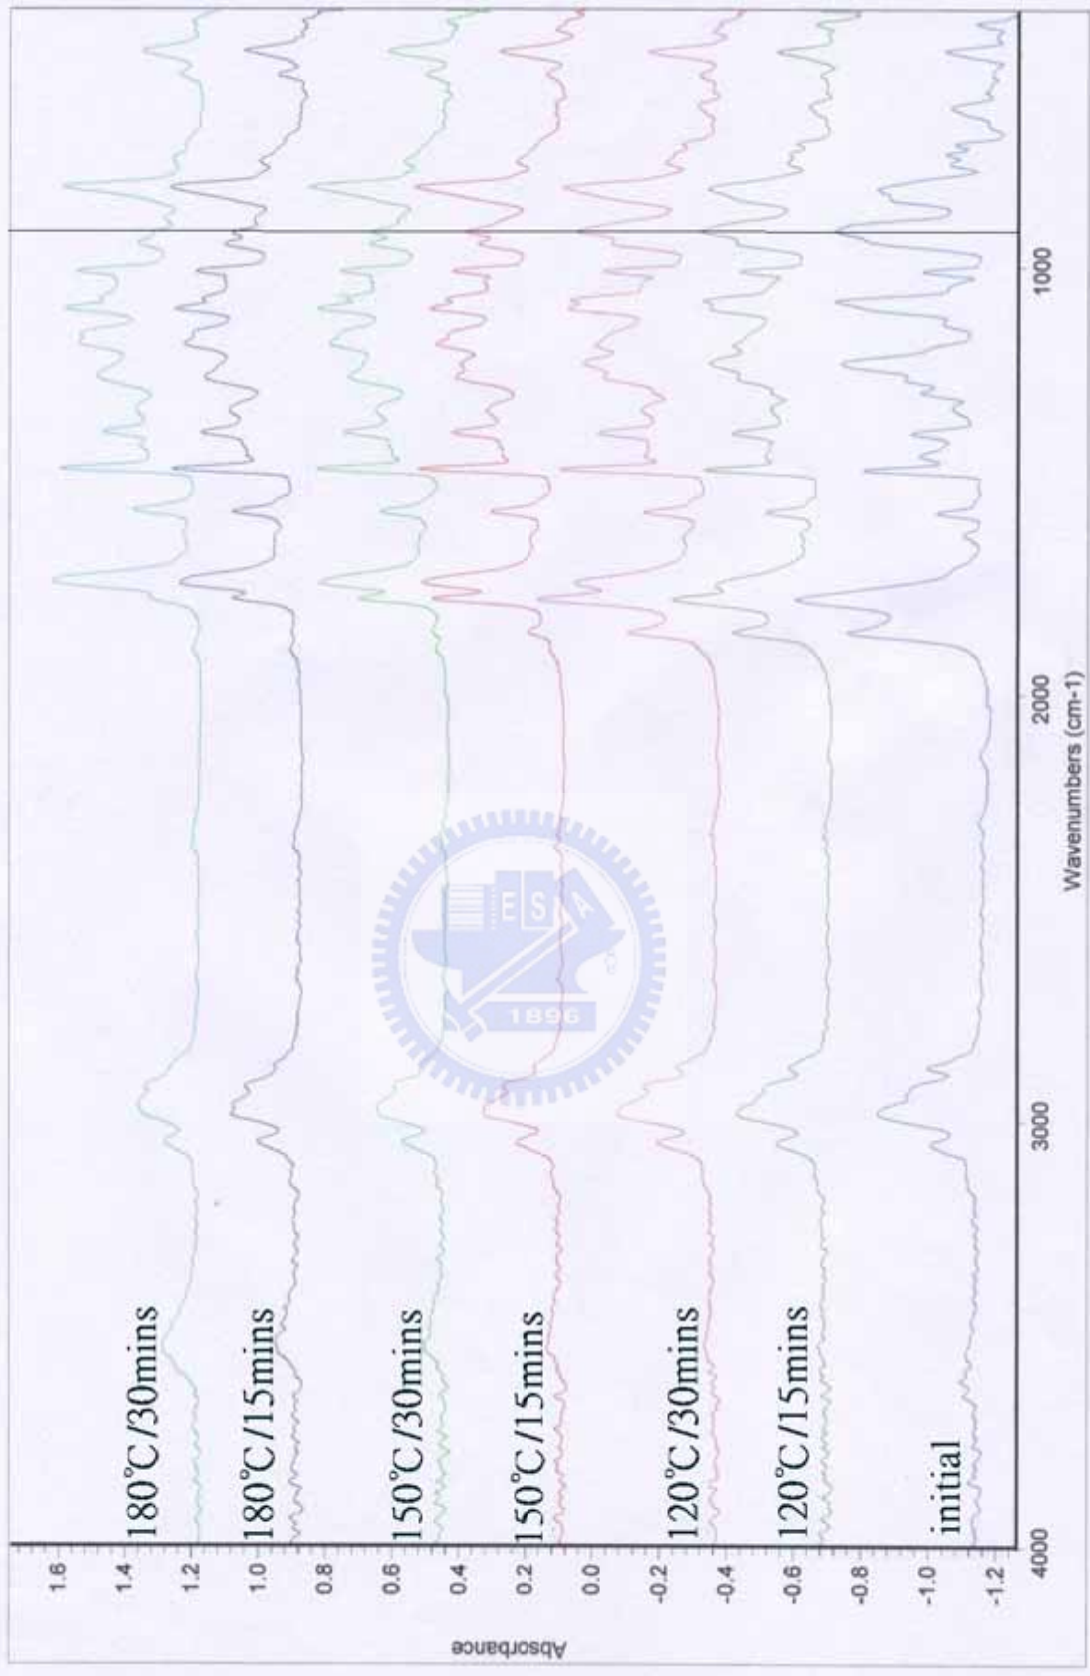 180℃/30mins
180℃/15mins
150℃/30mins
150℃/15mins
120℃/30mins
120℃/15mins
initial
Absorbance
1.6
1.4
1.2
1.0
0.8
0.6
0.4
0.2
0.0
-0.2
-0.4
-0.6
-0.8
-1.0
-1.2
4000
3000
2000
1000
Wavenumbers (cm-1)
E S A
1896